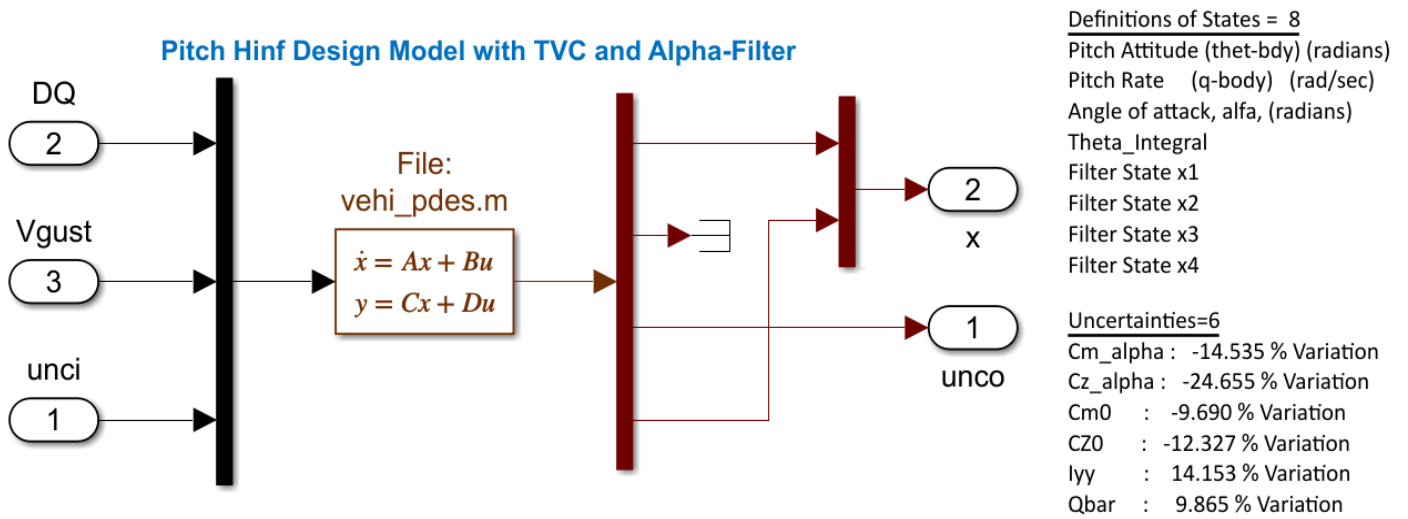 Pitch Hinf Design Model with TVC and Alpha-Filter
DQ
2
Vgust
3
unci
1
File:
vehi_pdes.m
ẋ = Ax + Bu
y = Cx + Du
2
x
1
unco
Definitions of States = 8
Pitch Attitude (thet-bdy) (radians)
Pitch Rate (q-body) (rad/sec)
Angle of attack, alfa, (radians)
Theta_Integral
Filter State x1
Filter State x2
Filter State x3
Filter State x4
Uncertainties=6
Cm_alpha : -14.535 % Variation
Cz_alpha : -24.655 % Variation
Cm0 : -9.690 % Variation
CZ0 : -12.327 % Variation
Iyy : 14.153 % Variation
Qbar : 9.865 % Variation